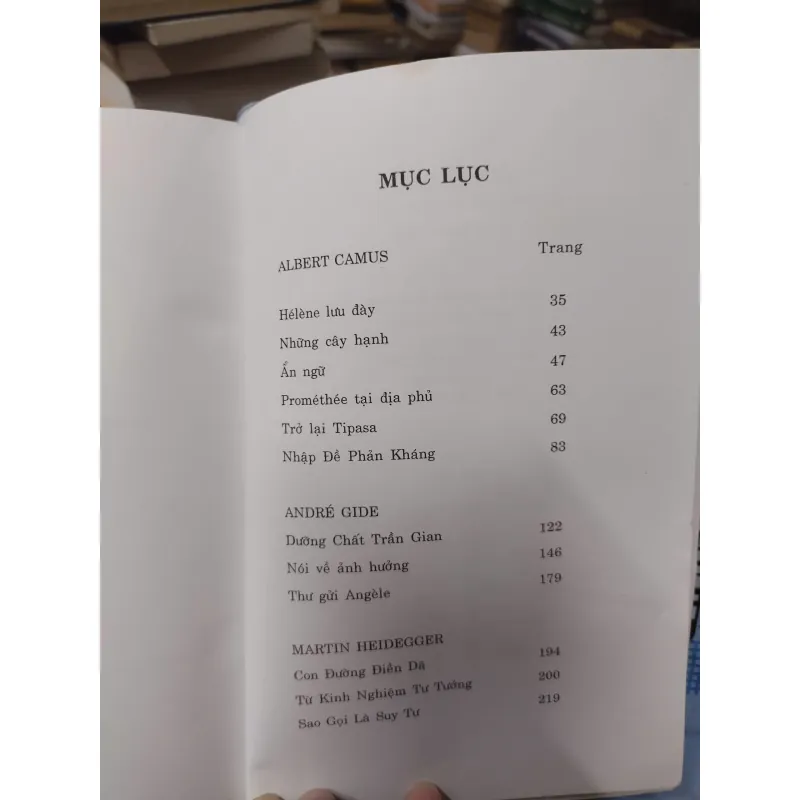 MỤC LỤC
ALBERT CAMUS Trang
Hélène lưu đày 35
Những cây hạnh 43
Ẩn ngữ 47
Prométhée tại địa phủ 63
Trở lại Tipasa 69
Nhập Đề Phản Kháng 83
ANDRÉ GIDE
Dưỡng Chất Trần Gian 122
Nói về ảnh hưởng 146
Thư gửi Angèle 179
MARTIN HEIDEGGER
Con Đường Điền Dã 194
Từ Kinh Nghiệm Tư Tưởng 200
Sao Gọi Là Suy Tư 219